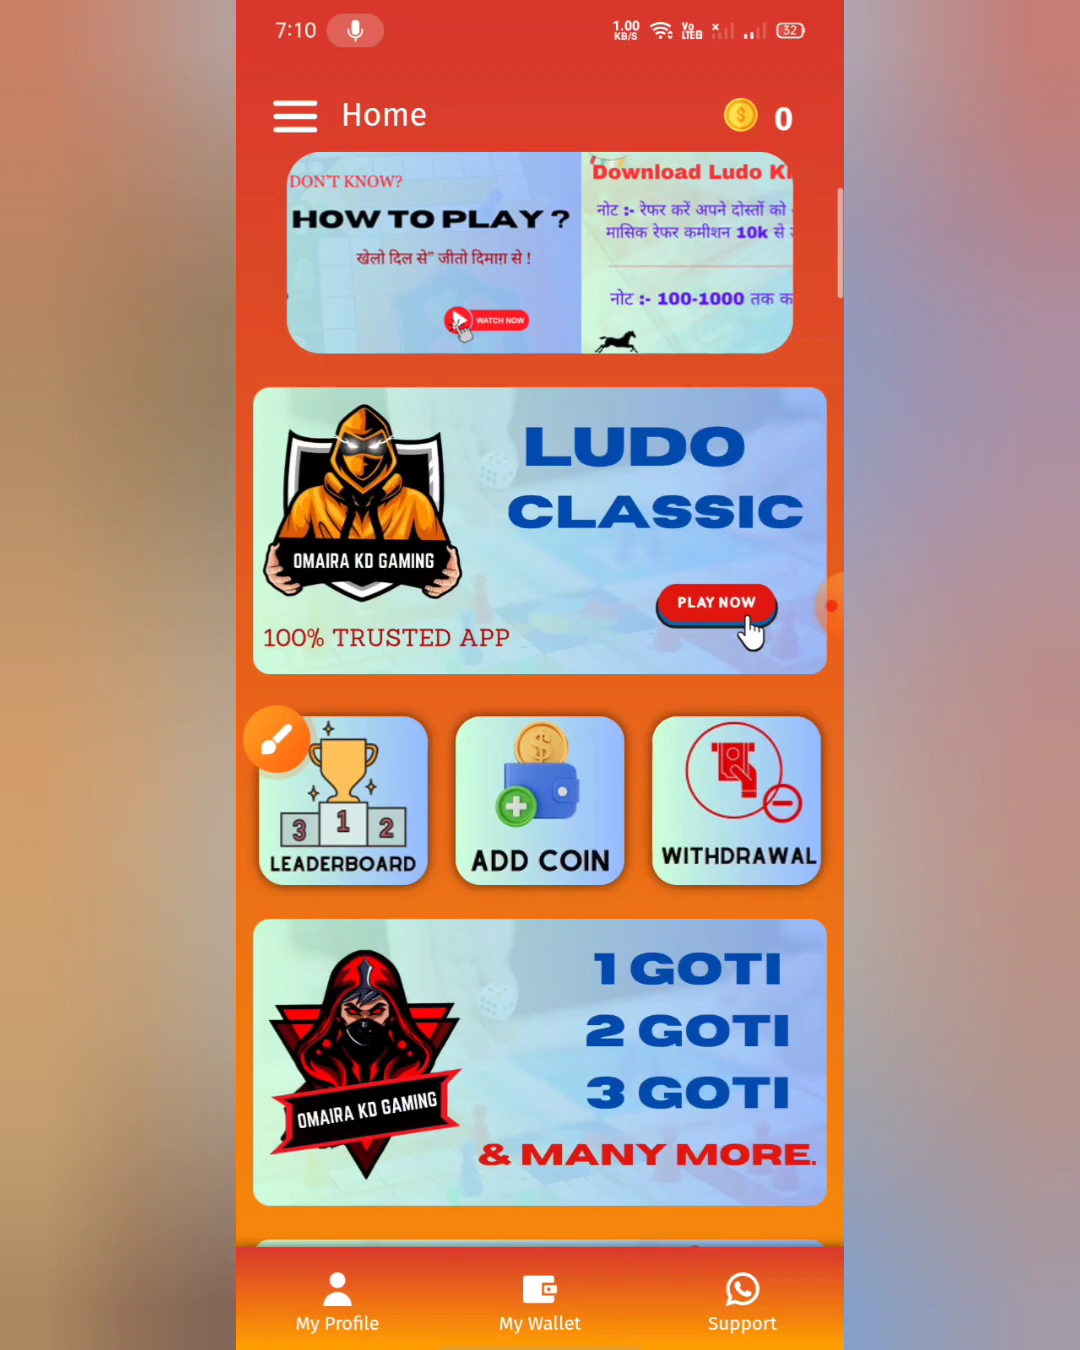 7:10
1.00
KB/S
Vo
LTE2
32
Home
0
DON'T KNOW?
HOW TO PLAY ?
खेलो दिल से" जीतो दिमाग़ से !
WATCH NOW
Download Ludo
नोट :- रेफर करें अपने दोस्तों को
मासिक रेफर कमीशन 10k से
नोट :- 100-1000 तक
LUDO
CLASSIC
OMAIRA KD GAMING
PLAY NOW
100% TRUSTED APP
3 1 2
LEADERBOARD
ADD COIN
WITHDRAWAL
1 GOTI
2 GOTI
3 GOTI
OMAIRA KD GAMING
& MANY MORE.
My Profile
My Wallet
Support